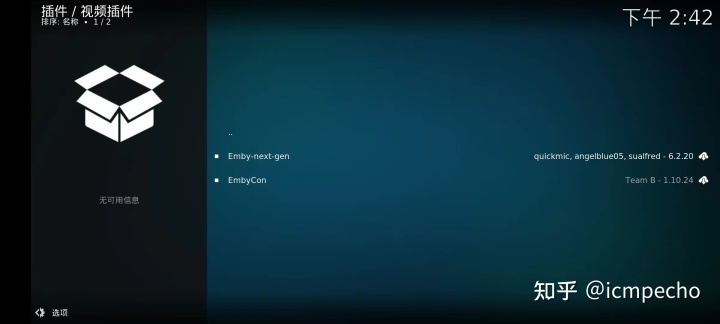 插件 / 视频插件
排序: 名称 • 1 / 2
下午 2:42
..
Emby-next-gen quickmic, angelblue05, sualfred - 6.2.20
EmbyCon Team B - 1.10.24
无可用信息
知乎 @icmpecho
选项